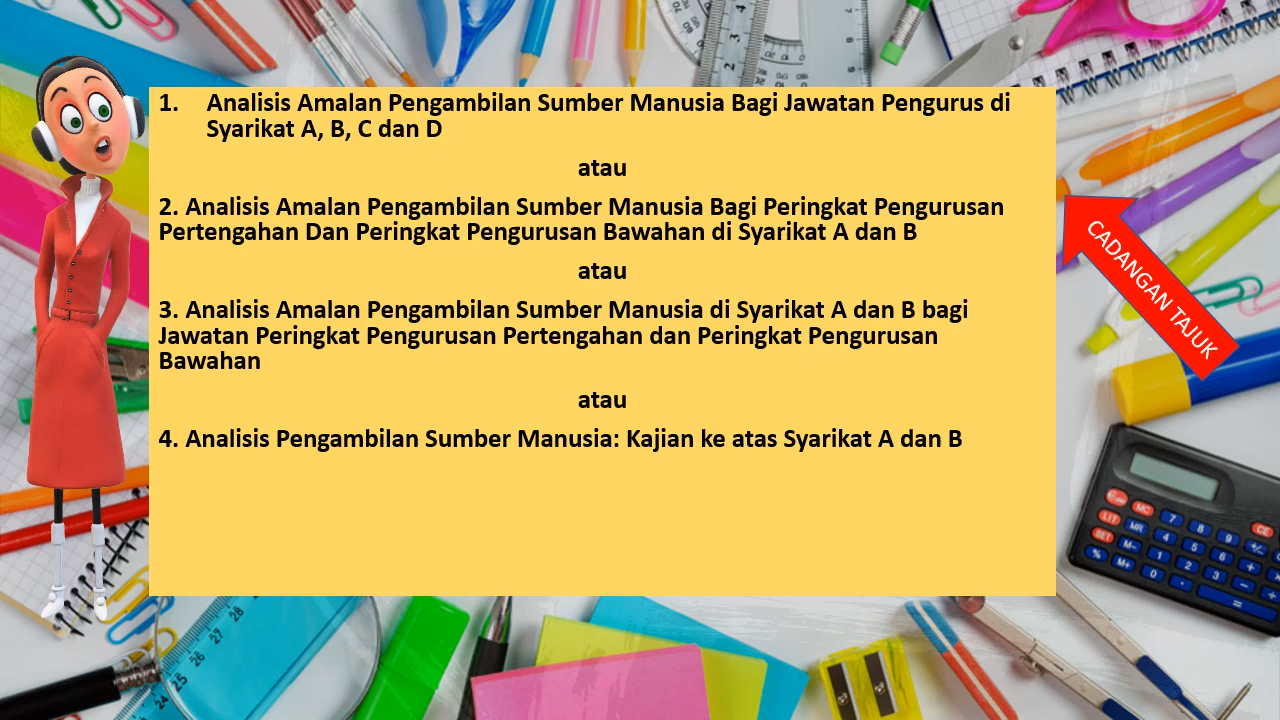 1. Analisis Amalan Pengambilan Sumber Manusia Bagi Jawatan Pengurus di
Syarikat A, B, C dan D
atau
2. Analisis Amalan Pengambilan Sumber Manusia Bagi Peringkat Pengurusan
Pertengahan Dan Peringkat Pengurusan Bawahan di Syarikat A dan B
atau
3. Analisis Amalan Pengambilan Sumber Manusia di Syarikat A dan B bagi
Jawatan Peringkat Pengurusan Pertengahan dan Peringkat Pengurusan
Bawahan
atau
4. Analisis Pengambilan Sumber Manusia: Kajian ke atas Syarikat A dan B
CADANGAN TAJUK